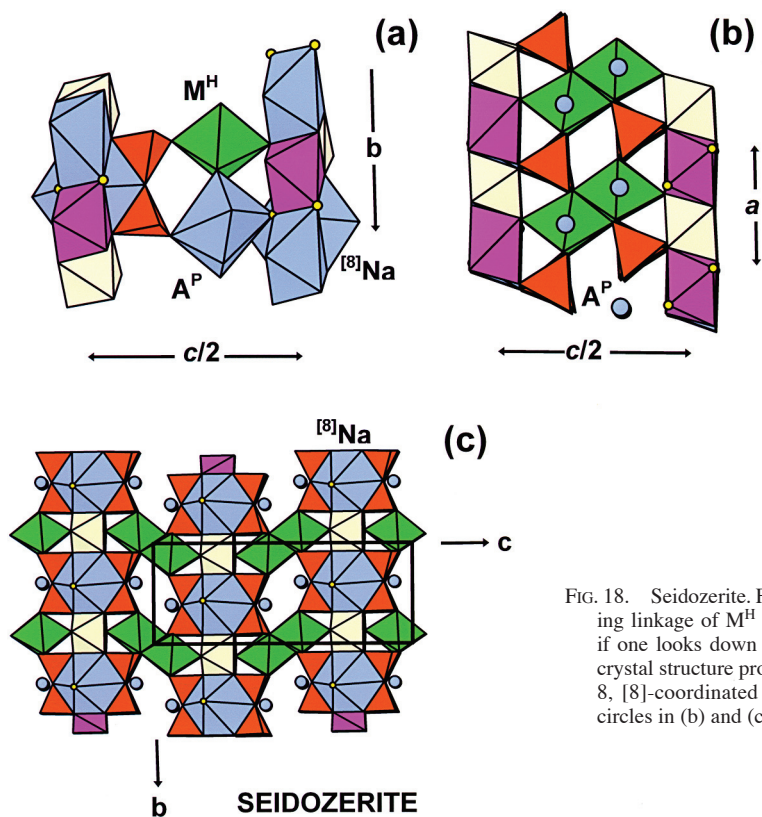 (a)
(b)
M^H
b
a
[8]Na
A^P
A^P
c/2
c/2
[8]Na
(c)
c
b
SEIDOZERITE
FIG. 18. Seidozerite.
ing linkage of M^H
if one looks down
crystal structure
8, [8]-coordinated
circles in (b) and